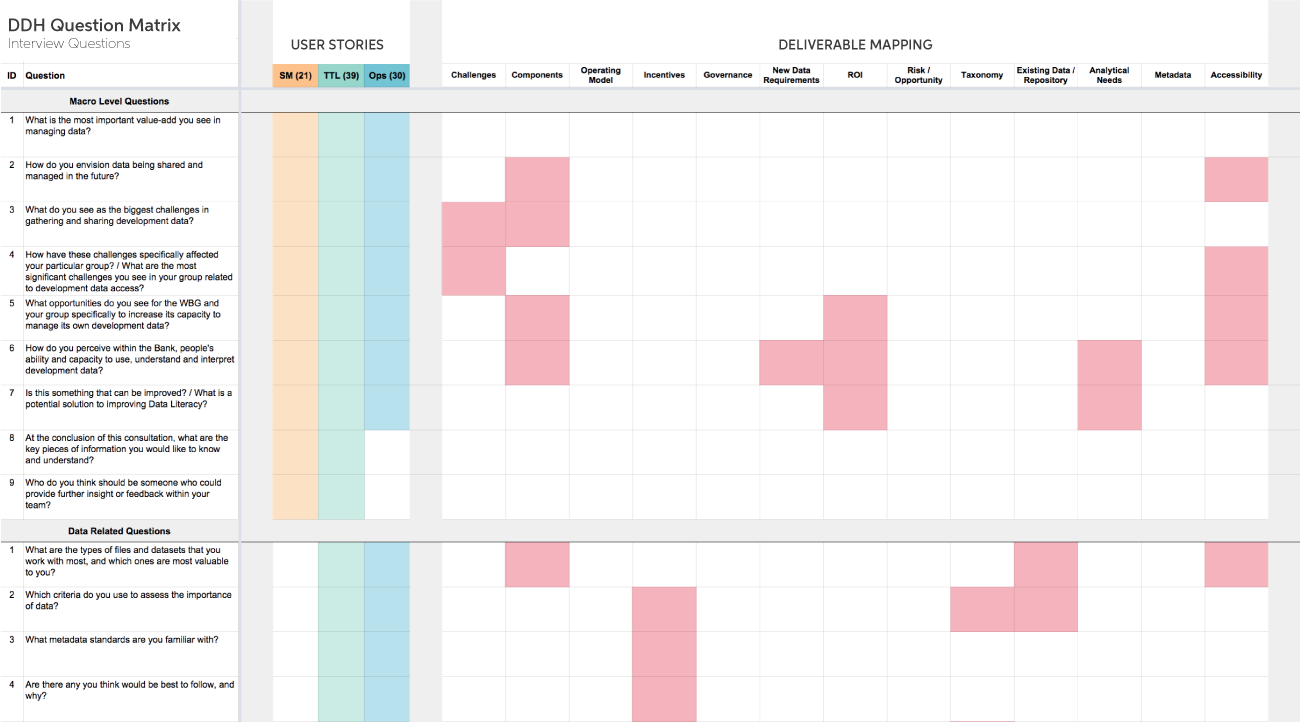 DDH Question Matrix
Interview Questions
USER STORIES
DELIVERABLE MAPPING
ID Question
SM (21) TTL (39) Ops (30)
Challenges
Components
Operating
Model
Incentives
Governance
New Data
Requirements
ROI
Risk /
Opportunity
Taxonomy
Existing Data /
Repository
Analytical
Needs
Metadata
Accessibility
Macro Level Questions
1 What is the most important value-add you see in
managing data?
2 How do you envision data being shared and
managed in the future?
3 What do you see as the biggest challenges in
gathering and sharing development data?
4 How have these challenges specifically affected
your particular group? / What are the most
significant challenges you see in your group related
to development data access?
5 What opportunities do you see for the WBG and
your group specifically to increase its capacity to
manage its own development data?
6 How do you perceive within the Bank, people's
ability and capacity to use, understand and interpret
development data?
7 Is this something that can be improved? / What is a
potential solution to improving Data Literacy?
8 At the conclusion of this consultation, what are the
key pieces of information you would like to know
and understand?
9 Who do you think should be someone who could
provide further insight or feedback within your
team?
Data Related Questions
1 What are the types of files and datasets that you
work with most, and which ones are most valuable
to you?
2 Which criteria do you use to assess the importance
of data?
3 What metadata standards are you familiar with?
4 Are there any you think would be best to follow, and
why?